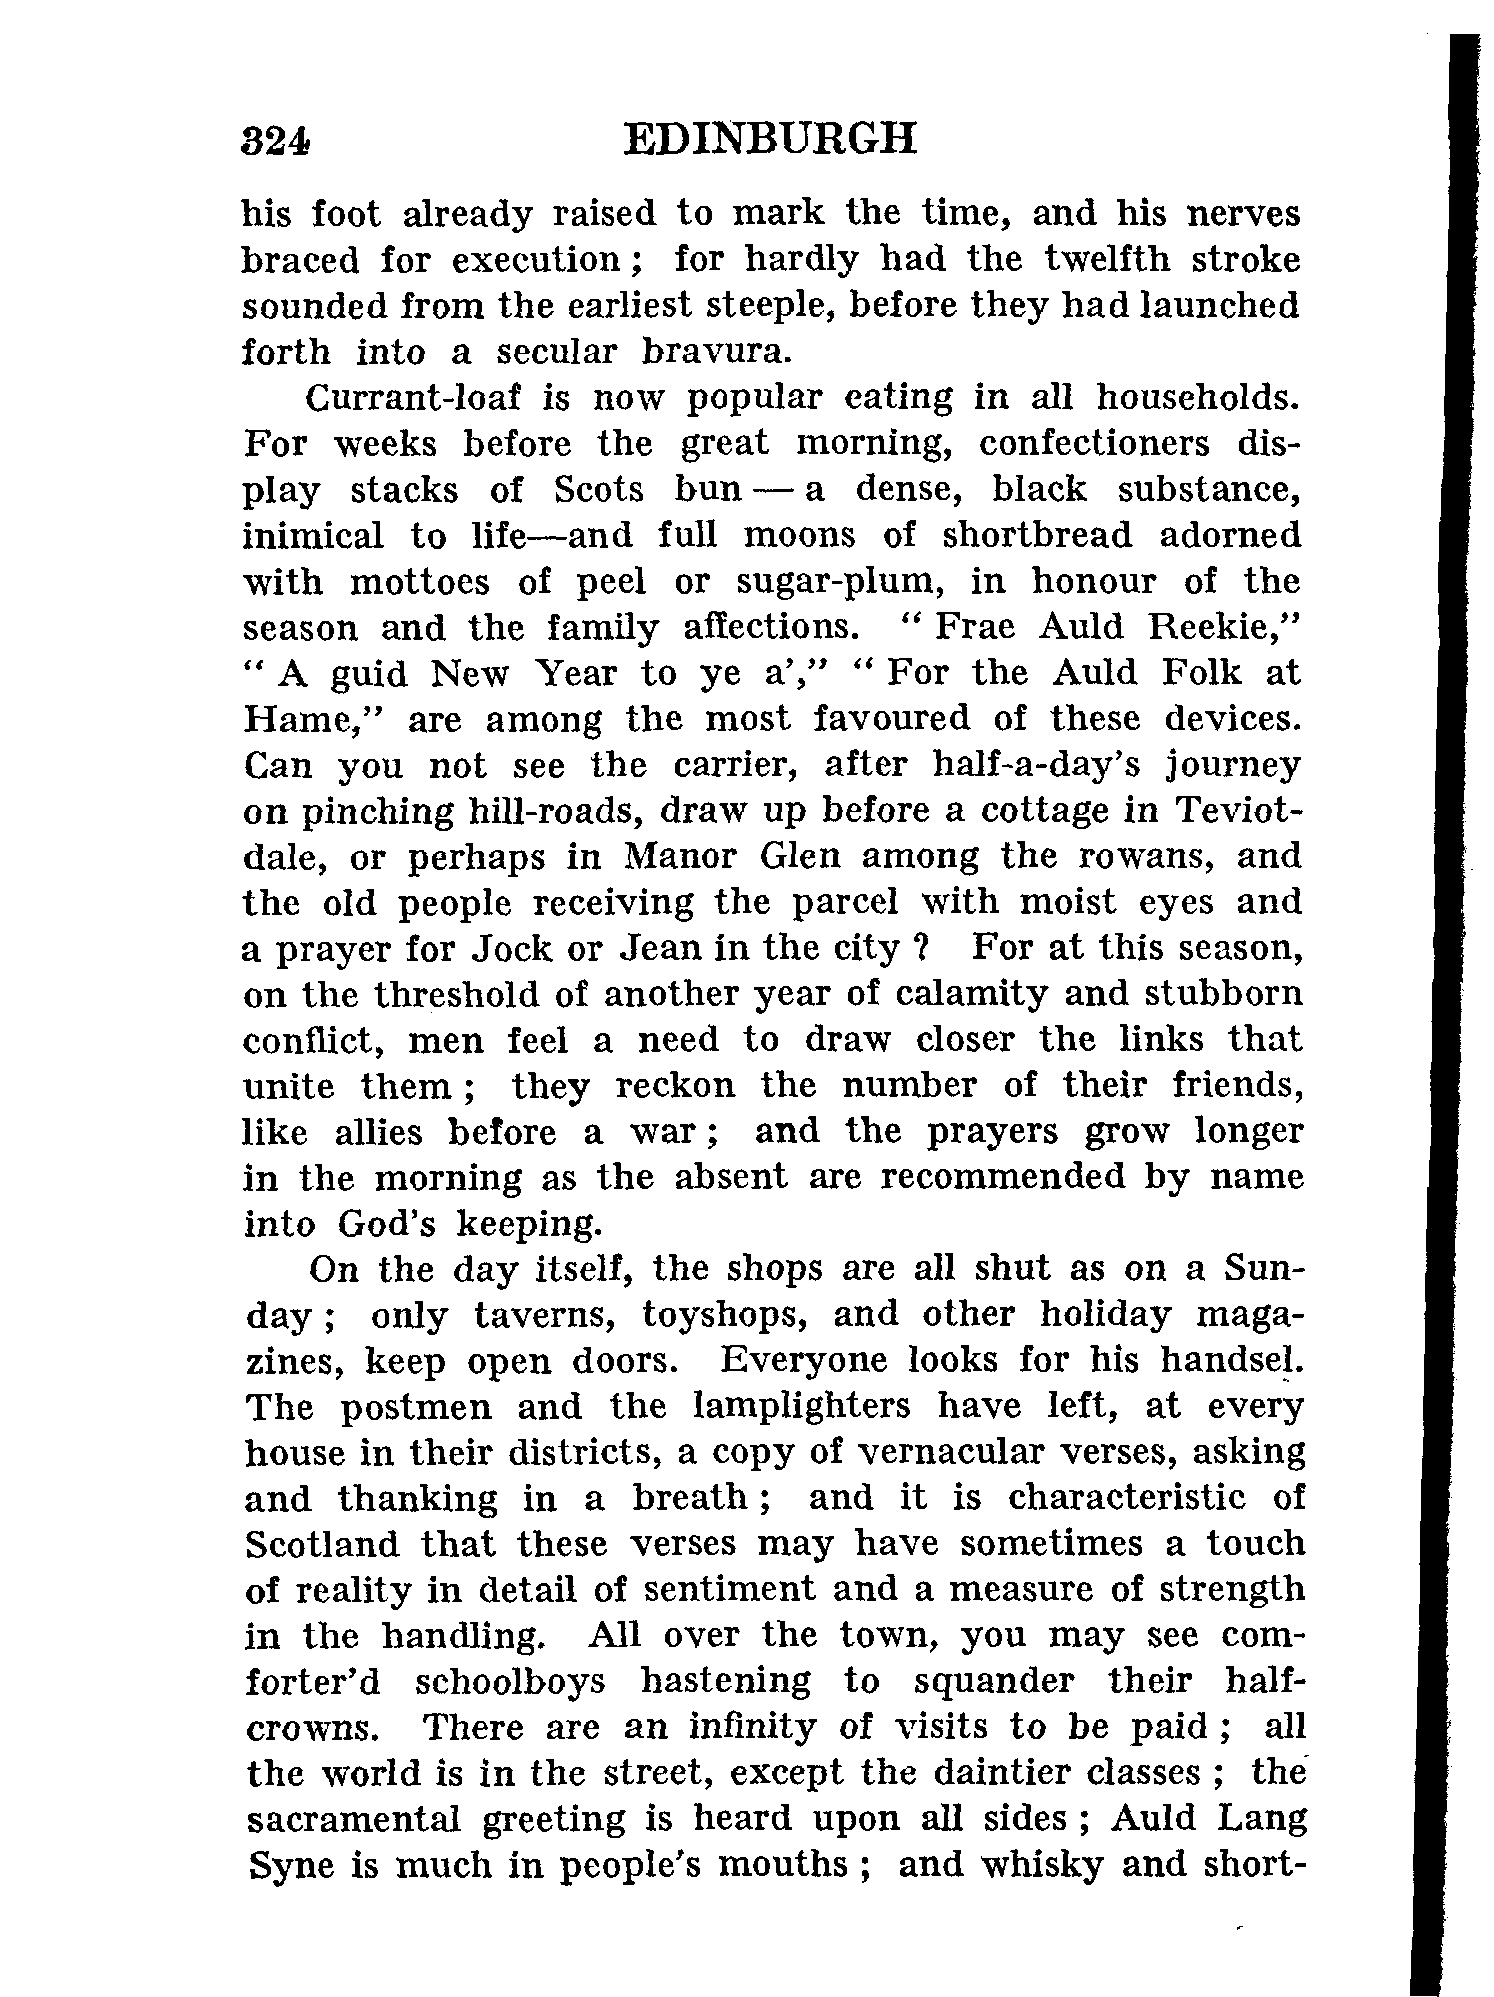 324 EDINBURGH
his foot already raised to mark the time, and his nerves
braced for execution ; for hardly had the twelfth stroke
sounded from the earliest steeple, before they had launched
forth into a secular bravura.
Currant-loaf is now popular eating in all households.
For weeks before the great morning, confectioners dis-
play stacks of Scots bun — a dense, black substance,
inimical to life—and full moons of shortbread adorned
with mottoes of peel or sugar-plum, in honour of the
season and the family affections. “ Frae Auld Reekie,”
“ A guid New Year to ye a’,” “ For the Auld Folk at
Hame,” are among the most favoured of these devices.
Can you not see the carrier, after half-a-day’s journey
on pinching hill-roads, draw up before a cottage in Teviot-
dale, or perhaps in Manor Glen among the rowans, and
the old people receiving the parcel with moist eyes and
a prayer for Jock or Jean in the city ? For at this season,
on the threshold of another year of calamity and stubborn
conflict, men feel a need to draw closer the links that
unite them ; they reckon the number of their friends,
like allies before a war ; and the prayers grow longer
in the morning as the absent are recommended by name
into God’s keeping.
On the day itself, the shops are all shut as on a Sun-
day ; only taverns, toyshops, and other holiday maga-
zines, keep open doors. Everyone looks for his handsel.
The postmen and the lamplighters have left, at every
house in their districts, a copy of vernacular verses, asking
and thanking in a breath ; and it is characteristic of
Scotland that these verses may have sometimes a touch
of reality in detail of sentiment and a measure of strength
in the handling. All over the town, you may see com-
forter’d schoolboys hastening to squander their half-
crowns. There are an infinity of visits to be paid ; all
the world is in the street, except the daintier classes ; the
sacramental greeting is heard upon all sides ; Auld Lang
Syne is much in people’s mouths ; and whisky and short-